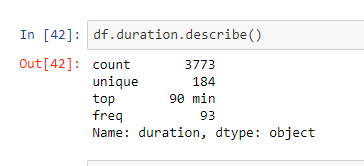 In [42]: df.duration.describe()
Out[42]: count 3773
unique 184
top 90 min
freq 93
Name: duration, dtype: object